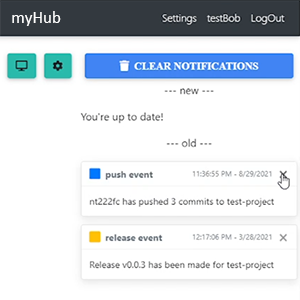 myHub Settings testBob LogOut
CLEAR NOTIFICATIONS
--- new ---
You're up to date!
--- old ---
push event 11:36:55 PM - 8/29/2021
nt222fc has pushed 3 commits to test-project
release event 12:17:06 PM - 3/28/2021
Release v0.0.3 has been made for test-project